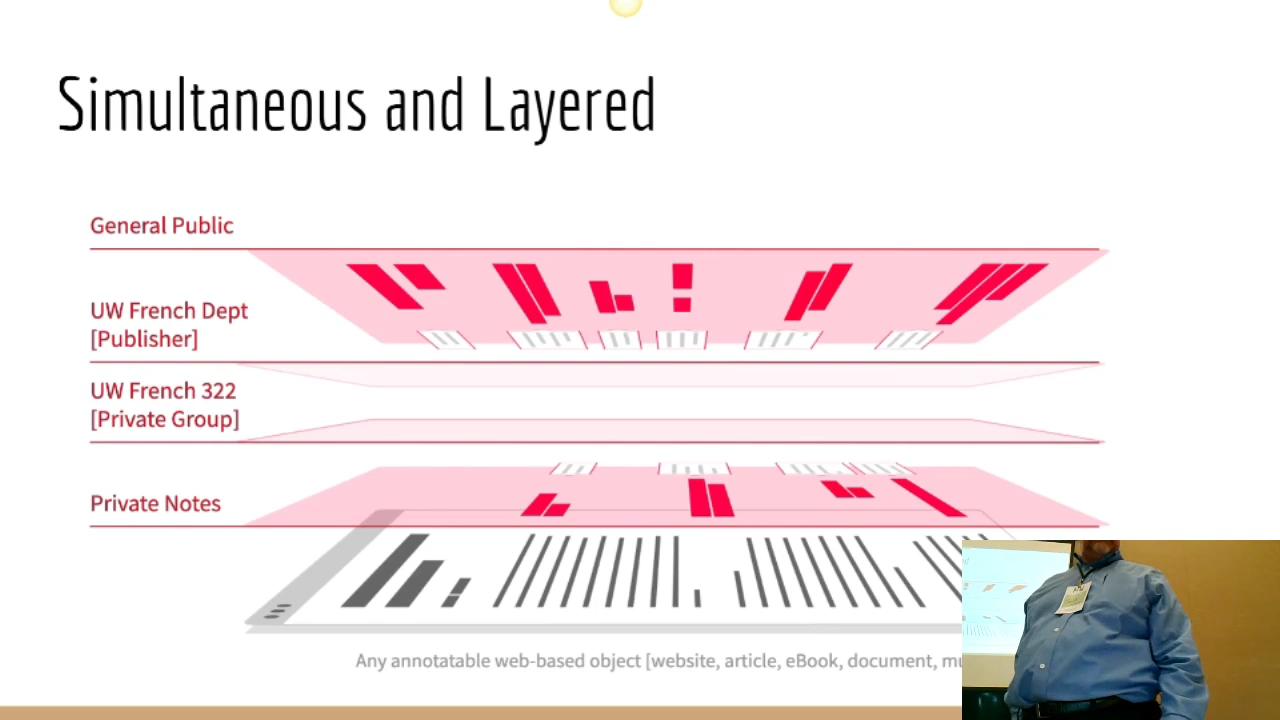 Simultaneous and Layered
General Public
UW French Dept
[Publisher]
UW French 322
[Private Group]
Private Notes
Any annotatable web-based object [website, article, eBook, document,